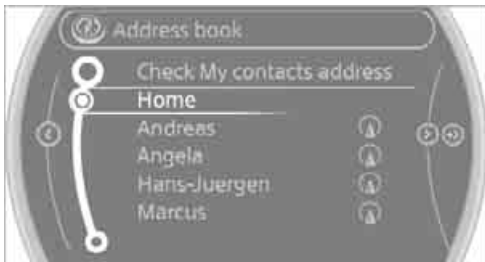 Address book
Check My contacts address
Home
Andreas
Angela
Hans-Juergen
Marcus